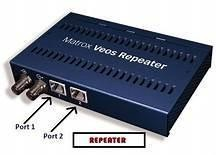 Matrox Veos Repeater
Port 1
Port 2
REPEATER